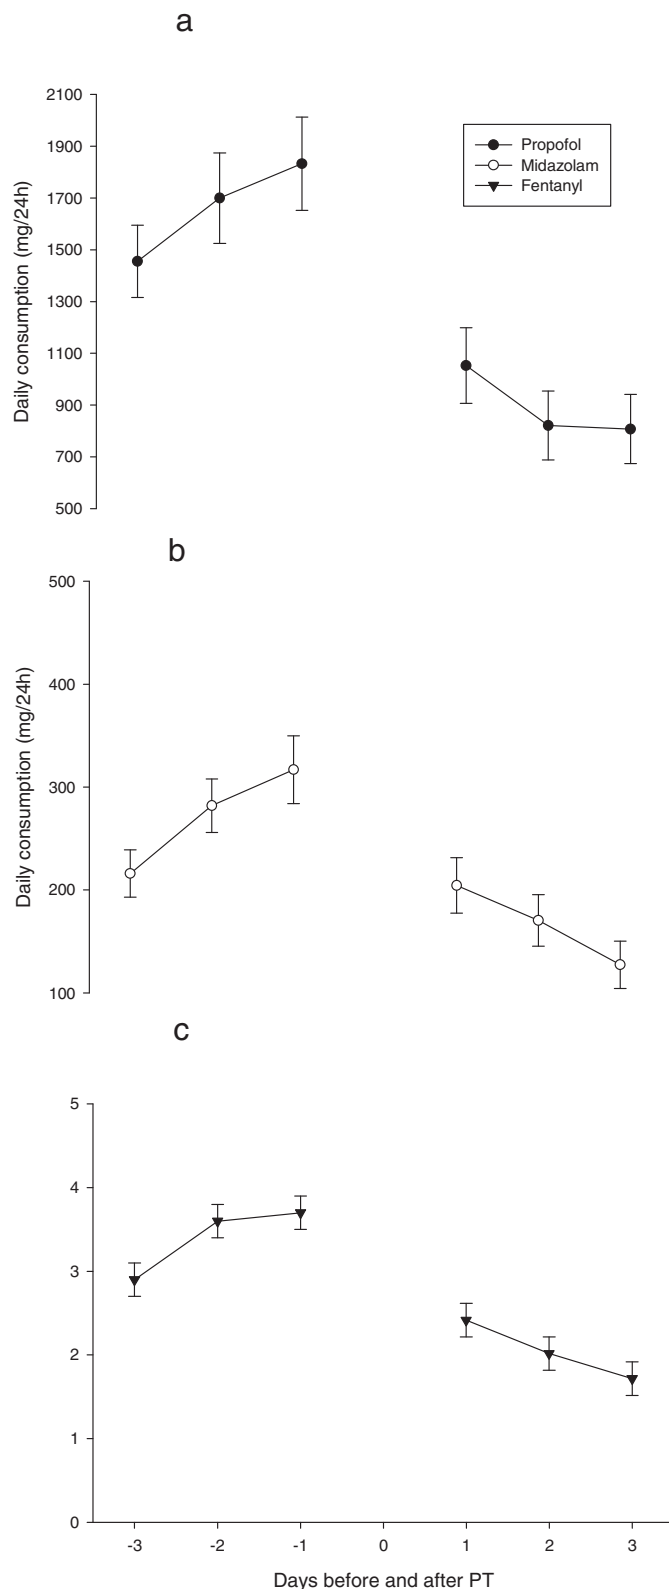 a
2100
1900
1700
1500
1300
1100
900
700
500
Daily consumption (mg/24h)
Propofol
Midazolam
Fentanyl
b
500
400
300
200
100
Daily consumption (mg/24h)
c
5
4
3
2
1
0
-3 -2 -1 0 1 2 3
Days before and after PT